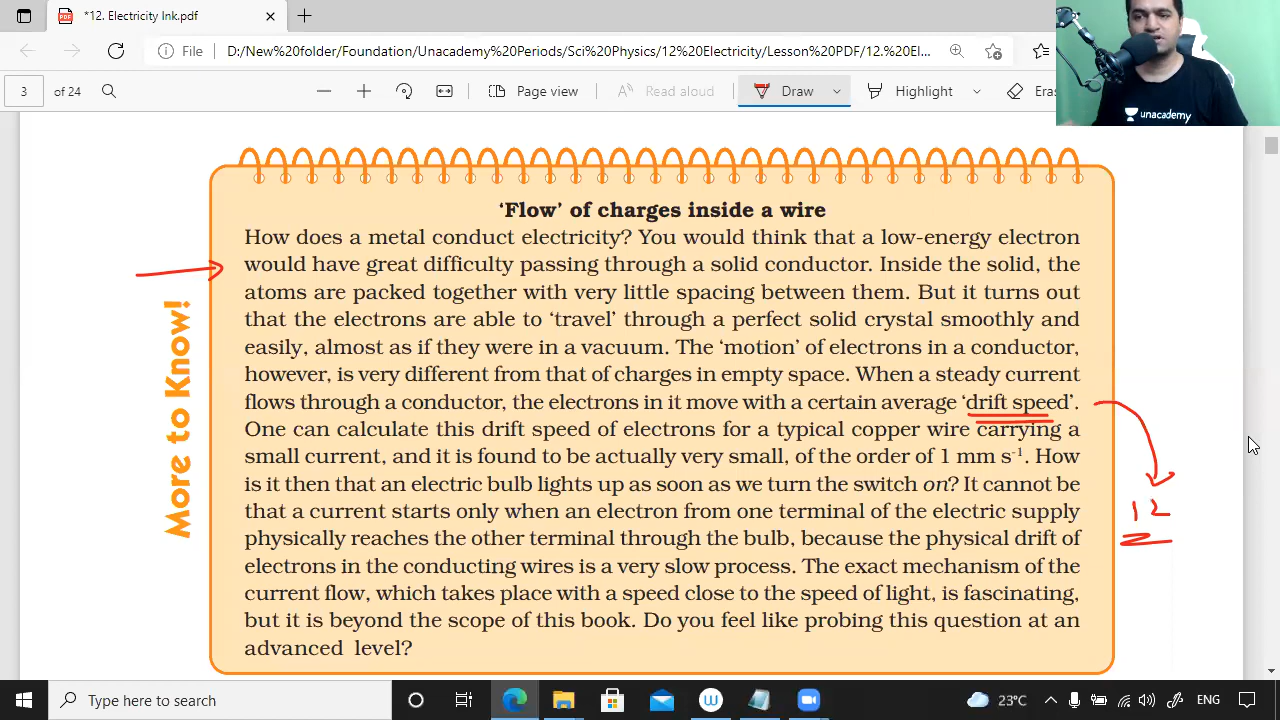 *12. Electricity Ink.pdf
File
D:/New%20folder/Foundation/Unacademy%20Periods/Sci%20Physics/12%20Electricity/Lesson%20PDF/12.%20El...
3 of 24
Page view
Read aloud
Draw
Highlight
Eras
unacademy
'Flow' of charges inside a wire
How does a metal conduct electricity? You would think that a low-energy electron
would have great difficulty passing through a solid conductor. Inside the solid, the
atoms are packed together with very little spacing between them. But it turns out
that the electrons are able to 'travel' through a perfect solid crystal smoothly and
easily, almost as if they were in a vacuum. The 'motion' of electrons in a conductor,
however, is very different from that of charges in empty space. When a steady current
flows through a conductor, the electrons in it move with a certain average 'drift speed'.
One can calculate this drift speed of electrons for a typical copper wire carrying a
small current, and it is found to be actually very small, of the order of 1 mm s⁻¹. How
is it then that an electric bulb lights up as soon as we turn the switch on? It cannot be
that a current starts only when an electron from one terminal of the electric supply
physically reaches the other terminal through the bulb, because the physical drift of
electrons in the conducting wires is a very slow process. The exact mechanism of the
current flow, which takes place with a speed close to the speed of light, is fascinating,
but it is beyond the scope of this book. Do you feel like probing this question at an
advanced level?
More to Know!
12
Type here to search
23°C
ENG